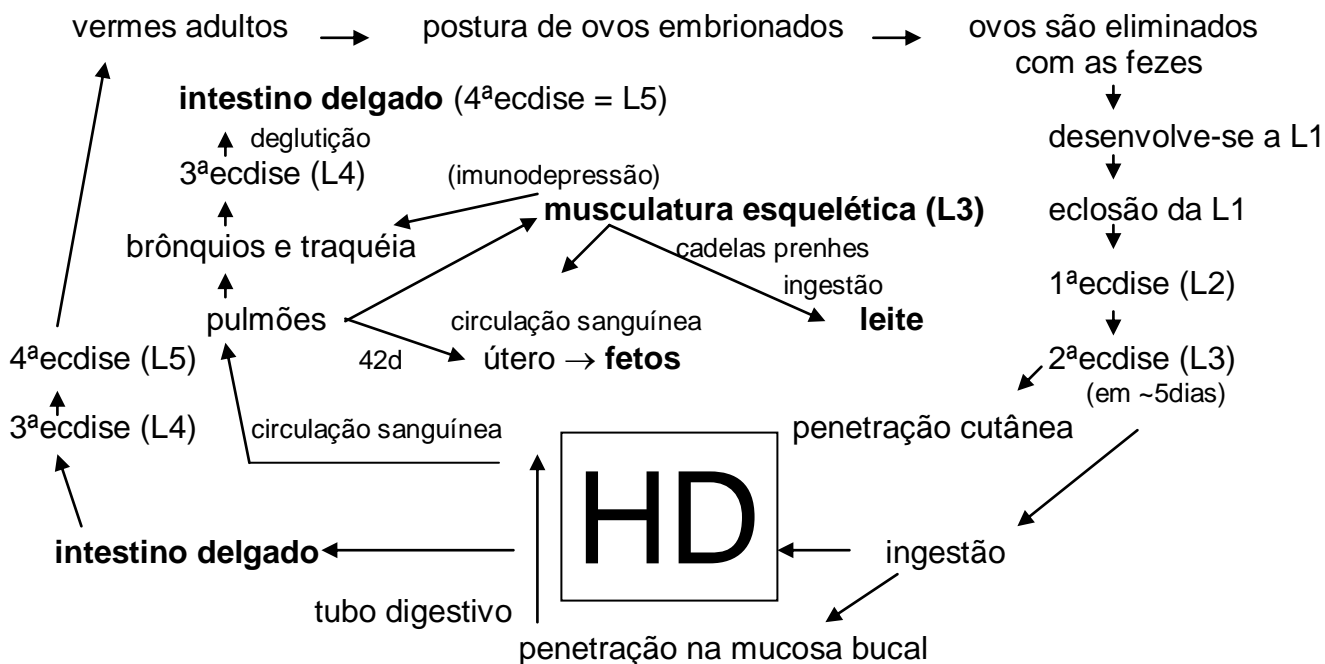 vermes adultos → postura de ovos embrionados → ovos são eliminados
com as fezes
intestino delgado (4ªecdise = L5)
deglutição
desenvolve-se a L1
3ªecdise (L4)
(imunodepressão)
musculatura esquelética (L3)
eclosão da L1
brônquios e traquéia
cadelas prenhes
ingestão
1ªecdise (L2)
pulmões
circulação sanguínea
leite
4ªecdise (L5)
42d
útero → fetos
2ªecdise (L3)
(em ~5dias)
3ªecdise (L4)
circulação sanguínea
penetração cutânea
HD
intestino delgado
ingestão
tubo digestivo
penetração na mucosa bucal